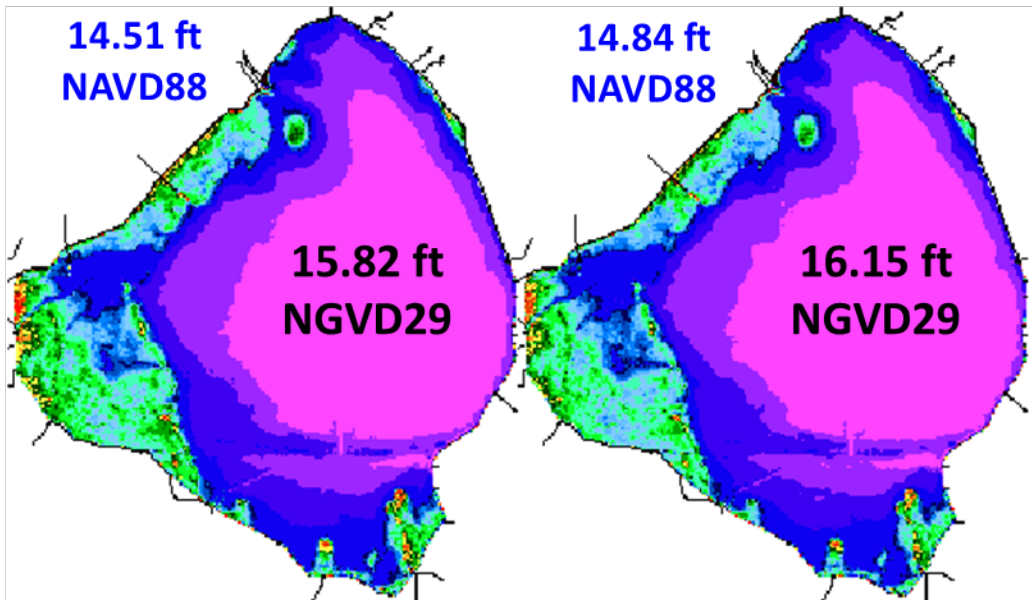 14.51 ft
NAVD88
15.82 ft
NGVD29
14.84 ft
NAVD88
16.15 ft
NGVD29